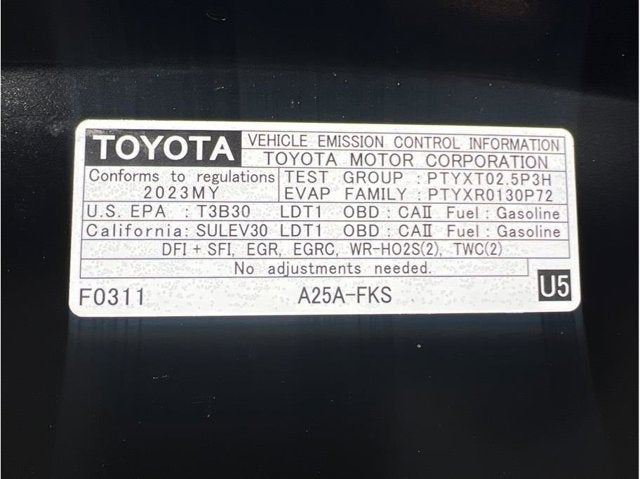 TOYOTA VEHICLE EMISSION CONTROL INFORMATION
TOYOTA MOTOR CORPORATION
Conforms to regulations TEST GROUP : PTYXT02.5P3H
2023MY EVAP FAMILY : PTYXR0130P72
U.S. EPA : T3B30 LDT1 OBD : CAII Fuel : Gasoline
California: SULEV30 LDT1 OBD : CAII Fuel : Gasoline
DFI + SFI, EGR, EGRC, WR-HO2S(2), TWC(2)
No adjustments needed.
F0311 A25A-FKS U5